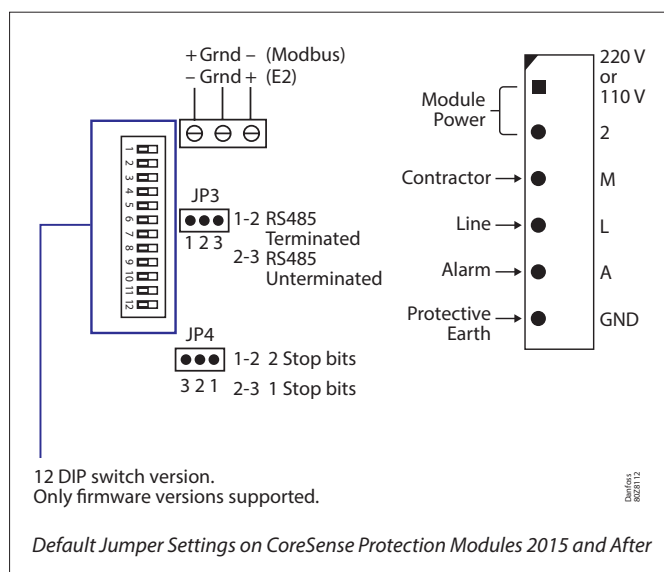 + Grnd – (Modbus)
– Grnd + (E2)
1
2
3
4
5
6
7
8
9
10
11
12
JP3
1 2 3
1-2 RS485
Terminated
2-3 RS485
Unterminated
JP4
3 2 1
1-2 2 Stop bits
2-3 1 Stop bits
Module
Power
Contractor
Line
Alarm
Protective
Earth
220 V
or
110 V
2
M
L
A
GND
12 DIP switch version.
Only firmware versions supported.
Danfoss
80Z8112
Default Jumper Settings on CoreSense Protection Modules 2015 and After